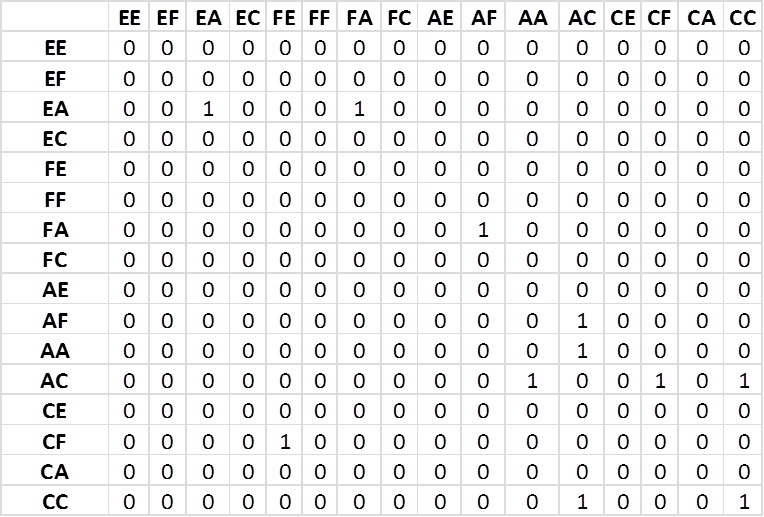 EE EF EA EC FE FF FA FC AE AF AA AC CE CF CA CC
EE 0 0 0 0 0 0 0 0 0 0 0 0 0 0 0 0
EF 0 0 0 0 0 0 0 0 0 0 0 0 0 0 0 0
EA 0 0 1 0 0 0 1 0 0 0 0 0 0 0 0 0
EC 0 0 0 0 0 0 0 0 0 0 0 0 0 0 0 0
FE 0 0 0 0 0 0 0 0 0 0 0 0 0 0 0 0
FF 0 0 0 0 0 0 0 0 0 0 0 0 0 0 0 0
FA 0 0 0 0 0 0 0 0 0 1 0 0 0 0 0 0
FC 0 0 0 0 0 0 0 0 0 0 0 0 0 0 0 0
AE 0 0 0 0 0 0 0 0 0 0 0 0 0 0 0 0
AF 0 0 0 0 0 0 0 0 0 0 0 1 0 0 0 0
AA 0 0 0 0 0 0 0 0 0 0 0 1 0 0 0 0
AC 0 0 0 0 0 0 0 0 0 0 1 0 0 1 0 1
CE 0 0 0 0 0 0 0 0 0 0 0 0 0 0 0 0
CF 0 0 0 0 1 0 0 0 0 0 0 0 0 0 0 0
CA 0 0 0 0 0 0 0 0 0 0 0 0 0 0 0 0
CC 0 0 0 0 0 0 0 0 0 0 0 1 0 0 0 1